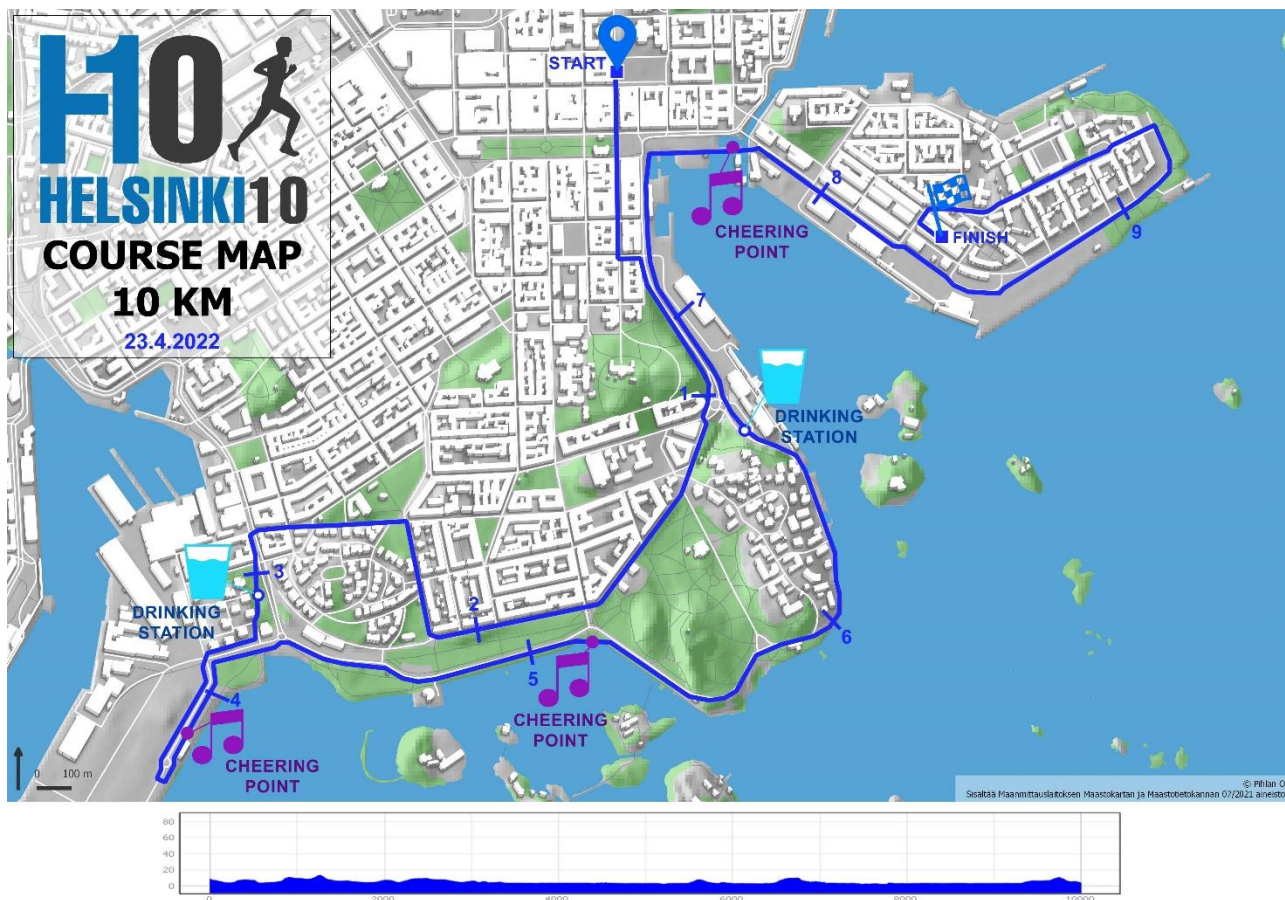 H10
HELSINKI10
COURSE MAP
10 KM
23.4.2022
START
CHEERING
POINT
8
FINISH
9
7
1
DRINKING
STATION
3
DRINKING
STATION
2
6
5
CHEERING
POINT
4
CHEERING
POINT
0 100 m
© Pihlan O
Sisältää Maanmittauslaitoksen Maastokartan ja Maastotietokannan 07/2021 aineisto
80
60
40
20
0
0 2000 4000 6000 8000 10000